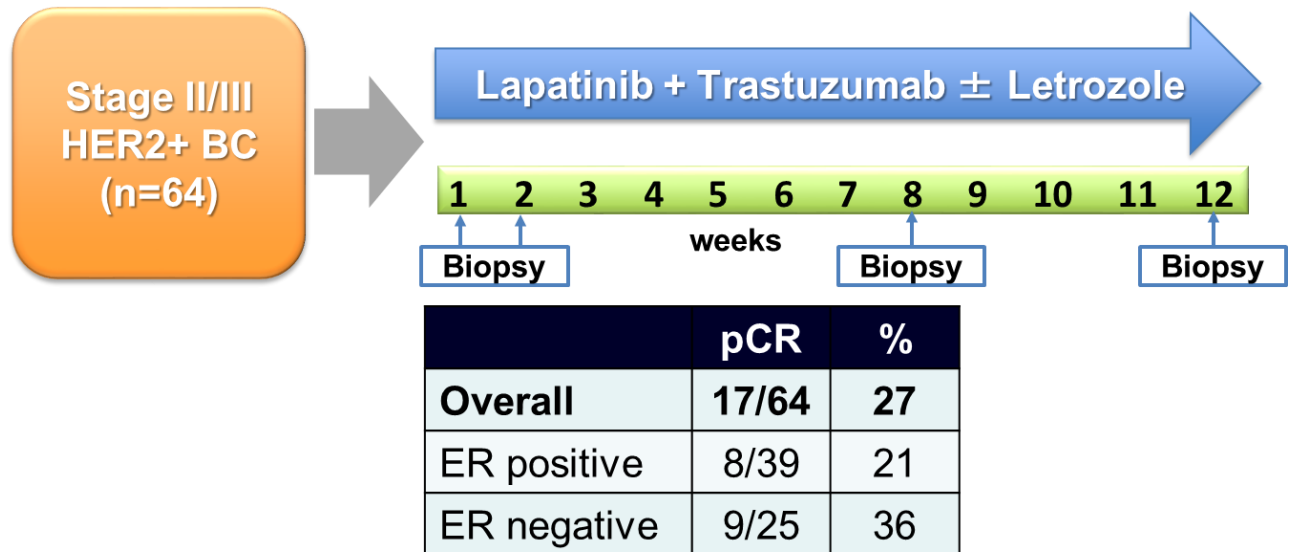 Stage II/III
HER2+ BC
(n=64)
Lapatinib + Trastuzumab ± Letrozole
1 2 3 4 5 6 7 8 9 10 11 12
weeks
Biopsy Biopsy Biopsy
pCR %
Overall 17/64 27
ER positive 8/39 21
ER negative 9/25 36